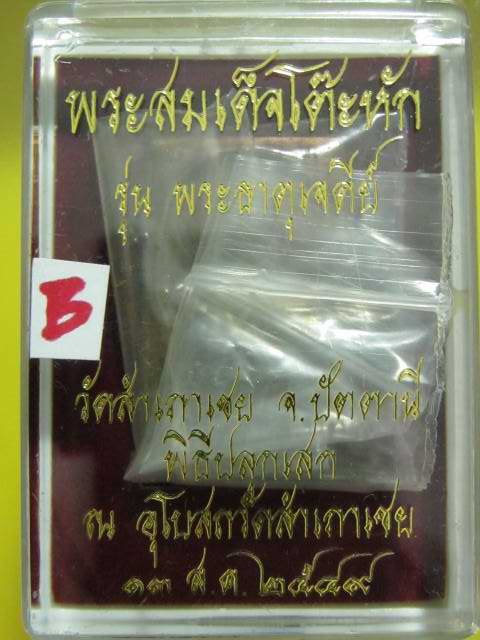 พระสมเด็จโต๊ะหัก
รุ่น พระธาตุเจดีย์
B
วัดสำเภาเชย จ.ปัตตานี
พิธีปลุกเสก
ณ อุโบสถวัดสำเภาเชย
๑๓ ส.ค. ๒๕๔๙